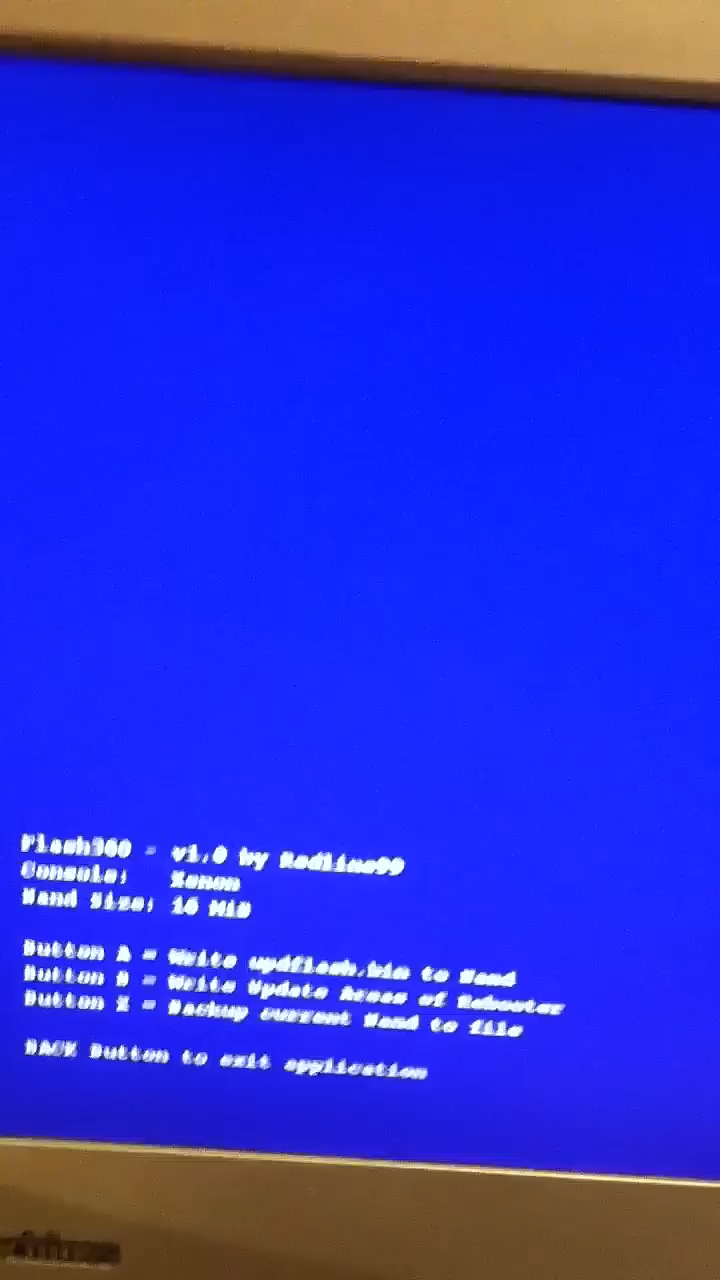 Flash360 - v1.0 by Redline99
Console: Xenon
Nand Size: 16 MiB
Button A = Write updflash.bin to Nand
Button B = Write Update Areas of Rebooter
Button X = Backup current Nand to file
BACK Button to exit application